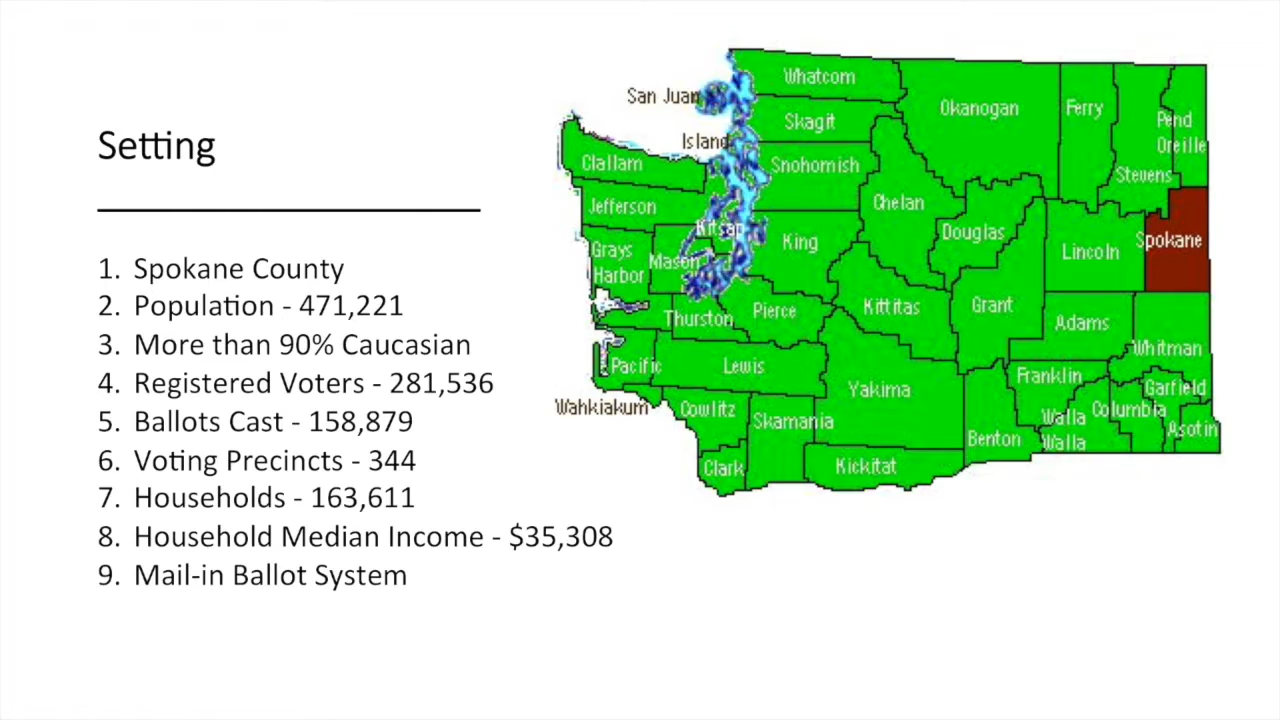 Setting
1. Spokane County
2. Population - 471,221
3. More than 90% Caucasian
4. Registered Voters - 281,536
5. Ballots Cast - 158,879
6. Voting Precincts - 344
7. Households - 163,611
8. Household Median Income - $35,308
9. Mail-in Ballot System
Whatcom
San Juan
Okanogan
Ferry
Pend
Oreille
Skagit
Island
Clallam
Snohomish
Stevens
Jefferson
Chelan
Kitsap
King
Douglas
Lincoln
Spokane
Grays
Harbor
Mason
Thurston
Pierce
Kittitas
Grant
Adams
Whitman
Pacific
Lewis
Yakima
Franklin
Garfield
Wahkiakum
Cowlitz
Skamania
Walla
Walla
Columbia
Asotin
Benton
Clark
Kickitat